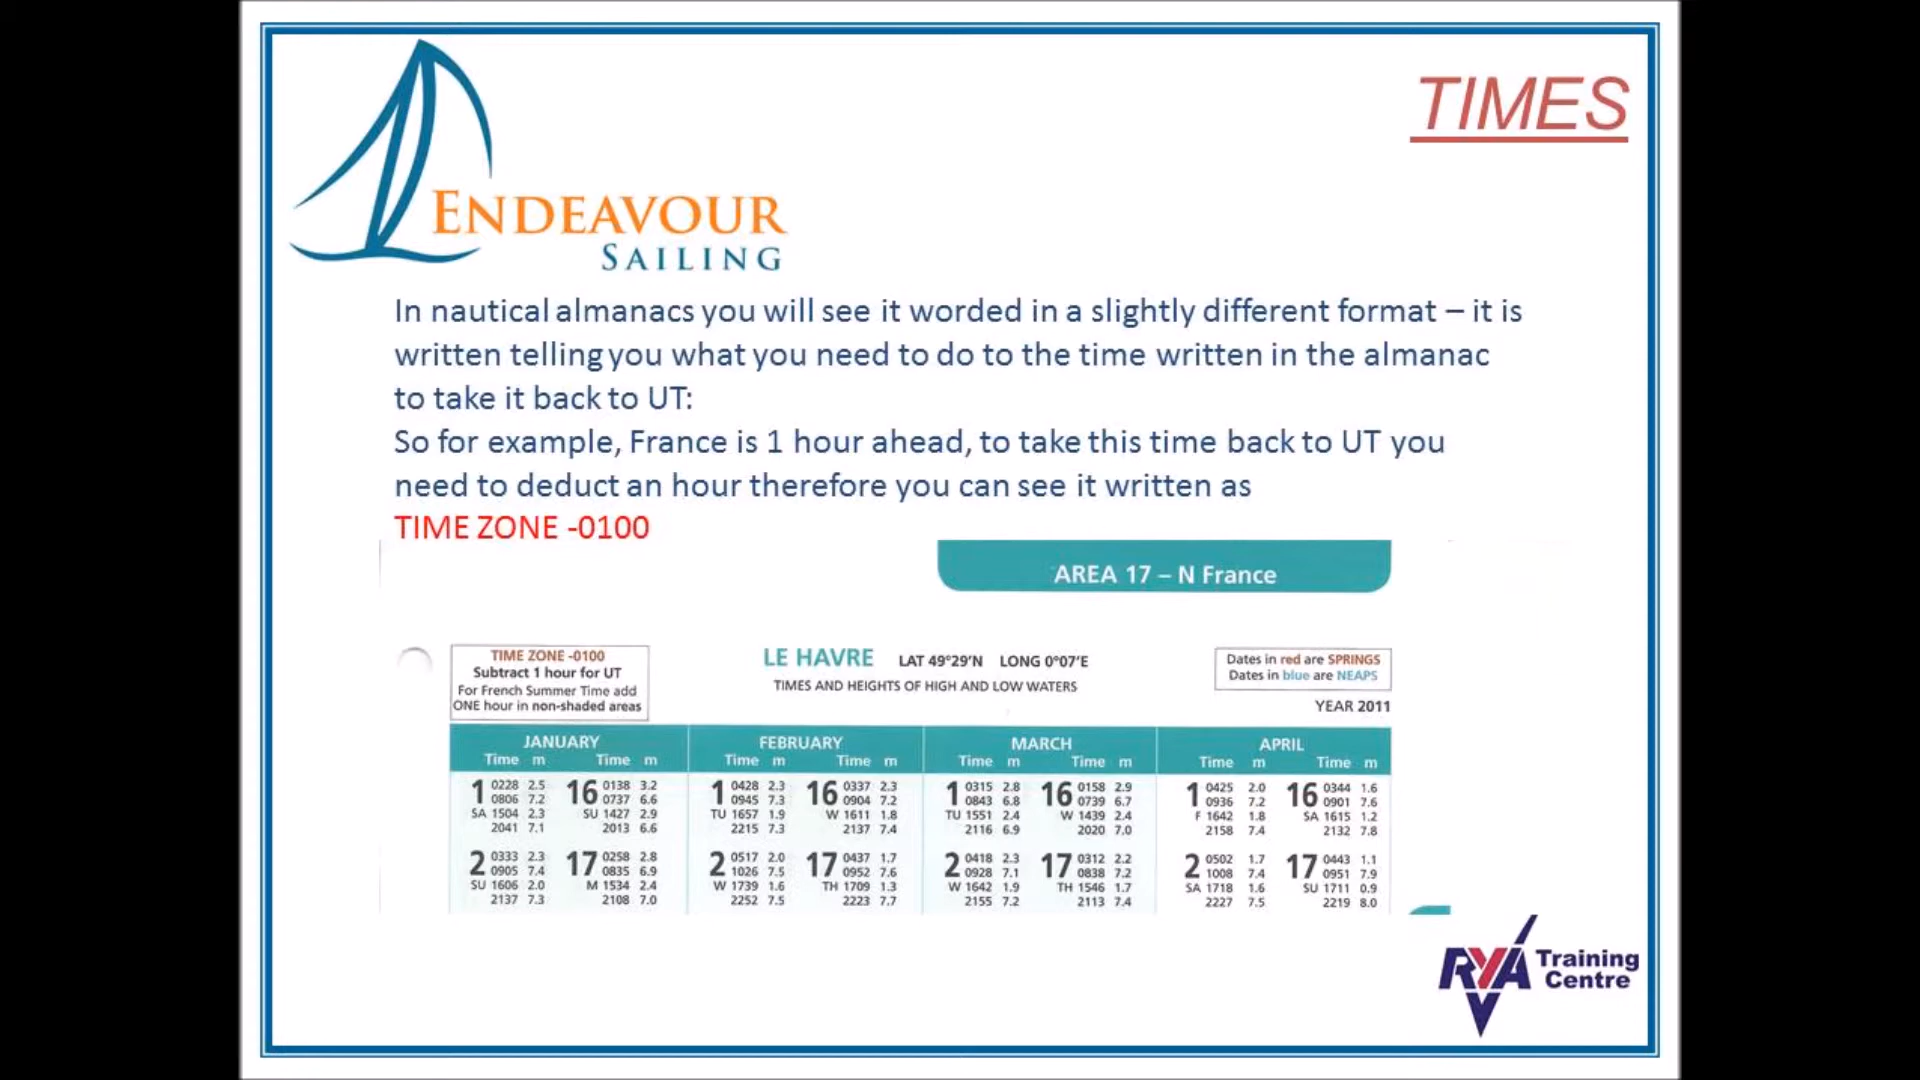 TIMES
ENDEAVOUR
SAILING
In nautical almanacs you will see it worded in a slightly different format – it is
written telling you what you need to do to the time written in the almanac
to take it back to UT:
So for example, France is 1 hour ahead, to take this time back to UT you
need to deduct an hour therefore you can see it written as
TIME ZONE -0100
AREA 17 – N France
TIME ZONE -0100
Subtract 1 hour for UT
For French Summer Time add
ONE hour in non-shaded areas
LE HAVRE LAT 49°29'N LONG 0°07'E
TIMES AND HEIGHTS OF HIGH AND LOW WATERS
Dates in red are SPRINGS
Dates in blue are NEAPS
YEAR 2011
JANUARY FEBRUARY MARCH APRIL
Time m Time m Time m Time m Time m Time m Time m Time m
1 0228 2.5 16 0138 3.2 1 0428 2.3 16 0337 2.3 1 0315 2.8 16 0158 2.9 1 0425 2.0 16 0344 1.6
0806 7.2 0737 6.6 0945 7.3 0904 7.2 0843 6.8 0739 6.7 0936 7.2 0901 7.6
SA 1504 2.3 SU 1427 2.9 TU 1657 1.9 W 1611 1.8 TU 1551 2.4 W 1439 2.4 F 1642 1.8 SA 1615 1.2
2041 7.1 2013 6.6 2215 7.3 2137 7.4 2116 6.9 2020 7.0 2158 7.4 2132 7.8
2 0333 2.3 17 0258 2.8 2 0517 2.0 17 0437 1.7 2 0418 2.3 17 0312 2.2 2 0502 1.7 17 0443 1.1
0905 7.4 0835 6.9 1026 7.5 0952 7.6 0928 7.1 0838 7.2 1008 7.4 0951 7.9
SU 1606 2.0 M 1534 2.4 W 1739 1.6 TH 1709 1.3 W 1642 1.9 TH 1546 1.7 SA 1718 1.6 SU 1711 0.9
2137 7.3 2108 7.0 2252 7.5 2223 7.7 2155 7.2 2113 7.4 2227 7.5 2219 8.0
RYA Training
Centre